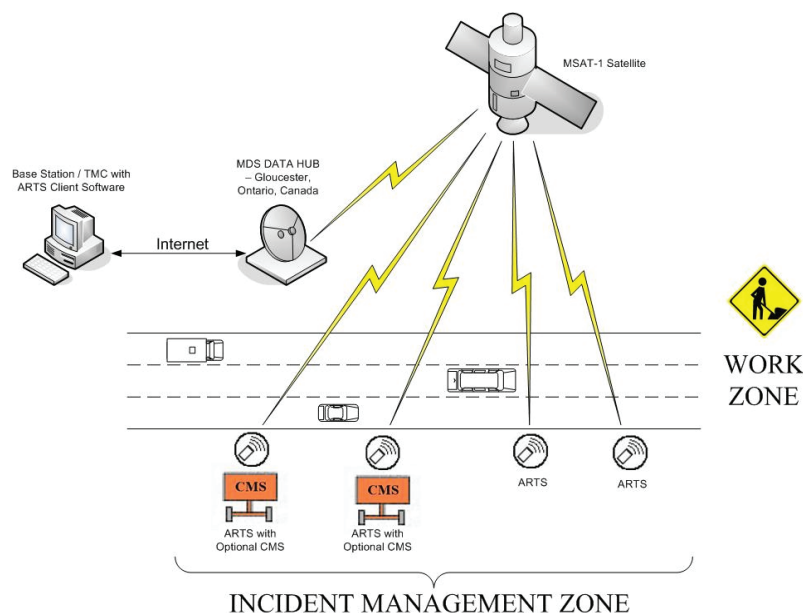 MSAT-1 Satellite
MDS DATA HUB
– Gloucester,
Ontario, Canada
Base Station / TMC with
ARTS Client Software
Internet
WORK
ZONE
CMS
ARTS with
Optional CMS
CMS
ARTS with
Optional CMS
ARTS
ARTS
INCIDENT MANAGEMENT ZONE